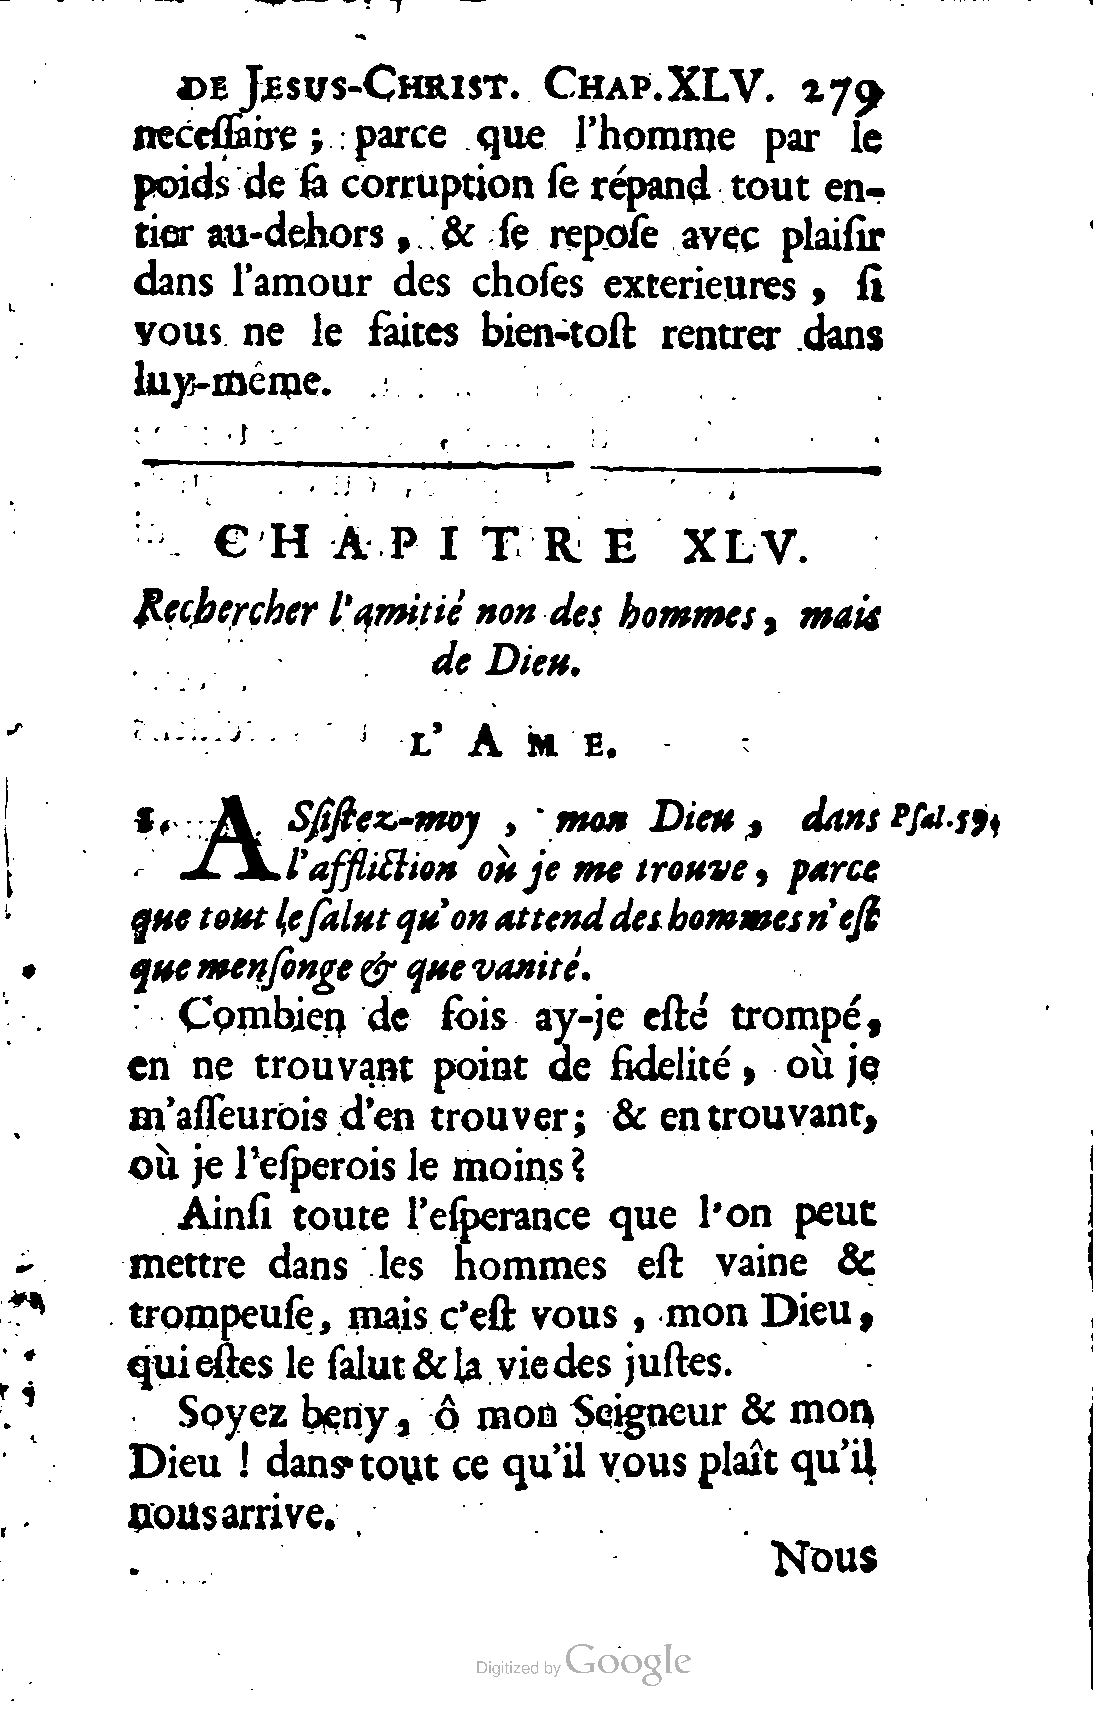 DE JESUS-CHRIST. CHAP. XLV. 279
neceſſaire ; parce que l'homme par le
poids de ſa corruption ſe répand tout en-
tier au-dehors , & ſe repoſe avec plaiſir
dans l'amour des choſes exterieures , ſi
vous ne le faites bien-toſt rentrer dans
luy-même.
CHAPITRE XLV.
Rechercher l'amitié non des hommes, mais
de Dieu.
L'AME.
1. ASſiſtez-moy , mon Dieu , dans Pſal. 59.
l'affliction où je me trouve, parce
que tout le ſalut qu'on attend des hommes n'eſt
que menſonge & que vanité.
Combien de fois ay-je eſté trompé,
en ne trouvant point de fidelité, où je
m'aſſeurois d'en trouver; & en trouvant,
où je l'eſperois le moins?
Ainſi toute l'eſperance que l'on peut
mettre dans les hommes eſt vaine &
trompeuſe, mais c'eſt vous , mon Dieu,
qui eſtes le ſalut & la vie des juſtes.
Soyez beny, ô mon Seigneur & mon
Dieu ! dans tout ce qu'il vous plaît qu'il
nous arrive.
Nous
Digitized by Google